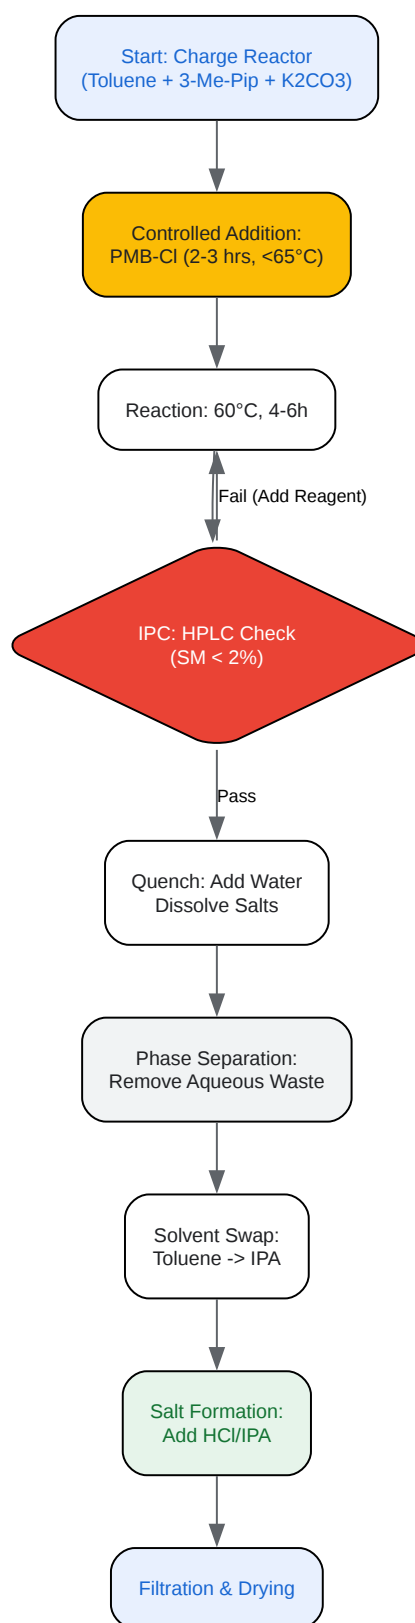 Start: Charge Reactor
(Toluene + 3-Me-Pip + K2CO3)
Controlled Addition:
PMB-Cl (2-3 hrs, <65°C)
Reaction: 60°C, 4-6h
Fail (Add Reagent)
IPC: HPLC Check
(SM < 2%)
Pass
Quench: Add Water
Dissolve Salts
Phase Separation:
Remove Aqueous Waste
Solvent Swap:
Toluene -> IPA
Salt Formation:
Add HCl/IPA
Filtration & Drying